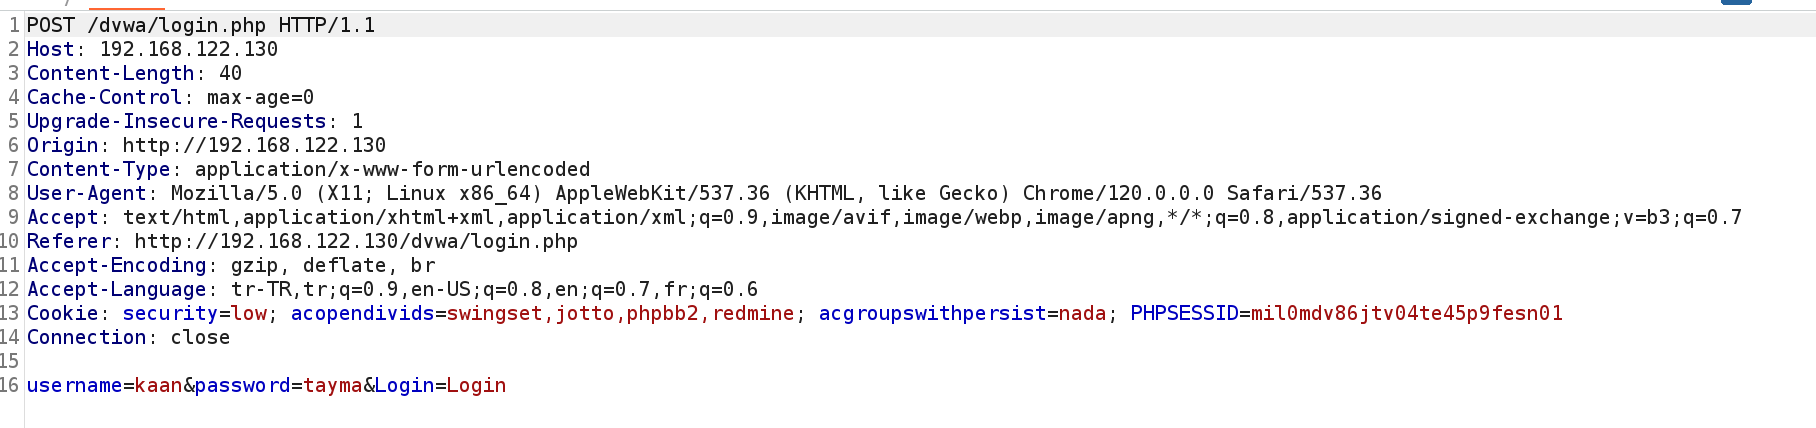 1 POST /dvwa/login.php HTTP/1.1
2 Host: 192.168.122.130
3 Content-Length: 40
4 Cache-Control: max-age=0
5 Upgrade-Insecure-Requests: 1
6 Origin: http://192.168.122.130
7 Content-Type: application/x-www-form-urlencoded
8 User-Agent: Mozilla/5.0 (X11; Linux x86_64) AppleWebKit/537.36 (KHTML, like Gecko) Chrome/120.0.0.0 Safari/537.36
9 Accept: text/html,application/xhtml+xml,application/xml;q=0.9,image/avif,image/webp,image/apng,*/*;q=0.8,application/signed-exchange;v=b3;q=0.7
10 Referer: http://192.168.122.130/dvwa/login.php
11 Accept-Encoding: gzip, deflate, br
12 Accept-Language: tr-TR,tr;q=0.9,en-US;q=0.8,en;q=0.7,fr;q=0.6
13 Cookie: security=low; acopendivids=swingset,jotto,phpbb2,redmine; acgroupswithpersist=nada; PHPSESSID=mil0mdv86jtv04te45p9fesn01
14 Connection: close
15
16 username=kaan&password=tayma&Login=Login